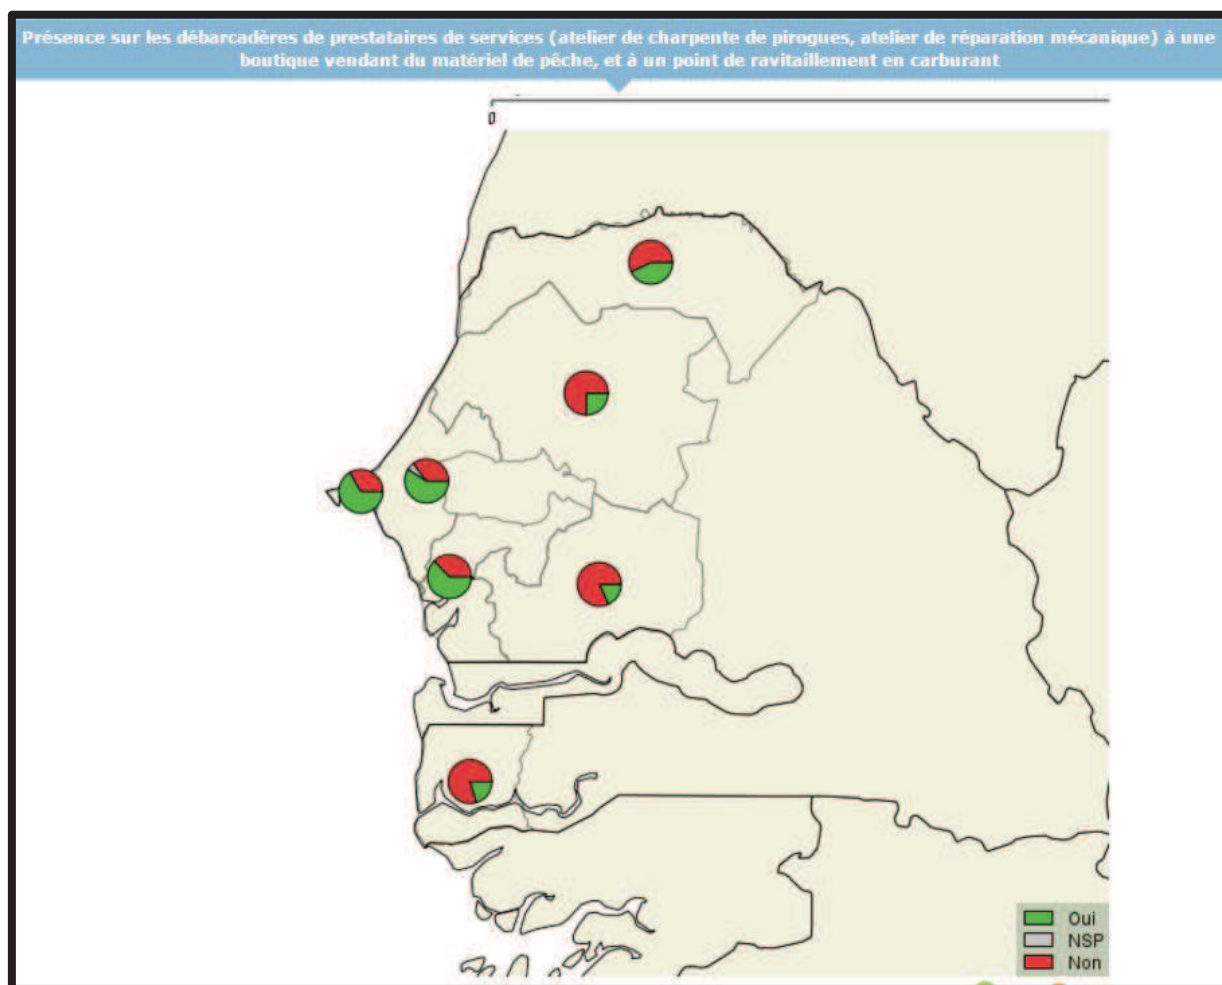 Présence sur les débarcadères de prestataires de services (atelier de charpente de pirogues, atelier de réparation mécanique) à une
boutique vendant du matériel de pêche, et à un point de ravitaillement en carburant
0
Oui
NSP
Non